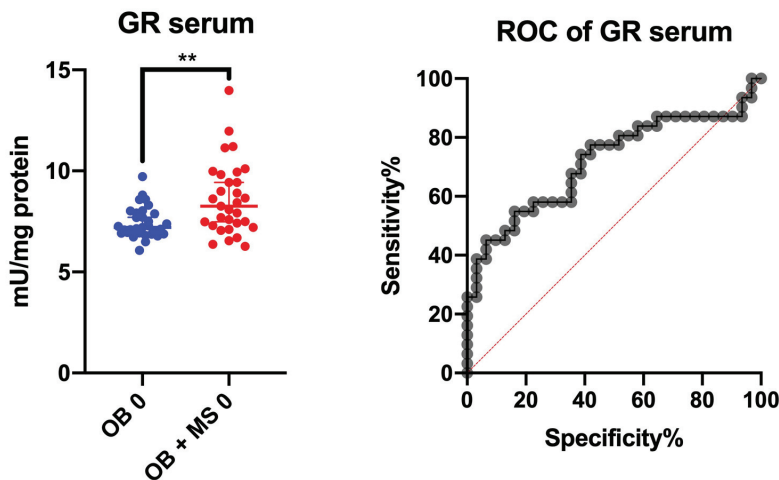 GR serum
**
15
10
5
0
mU/mg protein
OB 0
OB + MS 0
ROC of GR serum
100
80
60
40
20
0
Sensitivity%
0 20 40 60 80 100
Specificity%